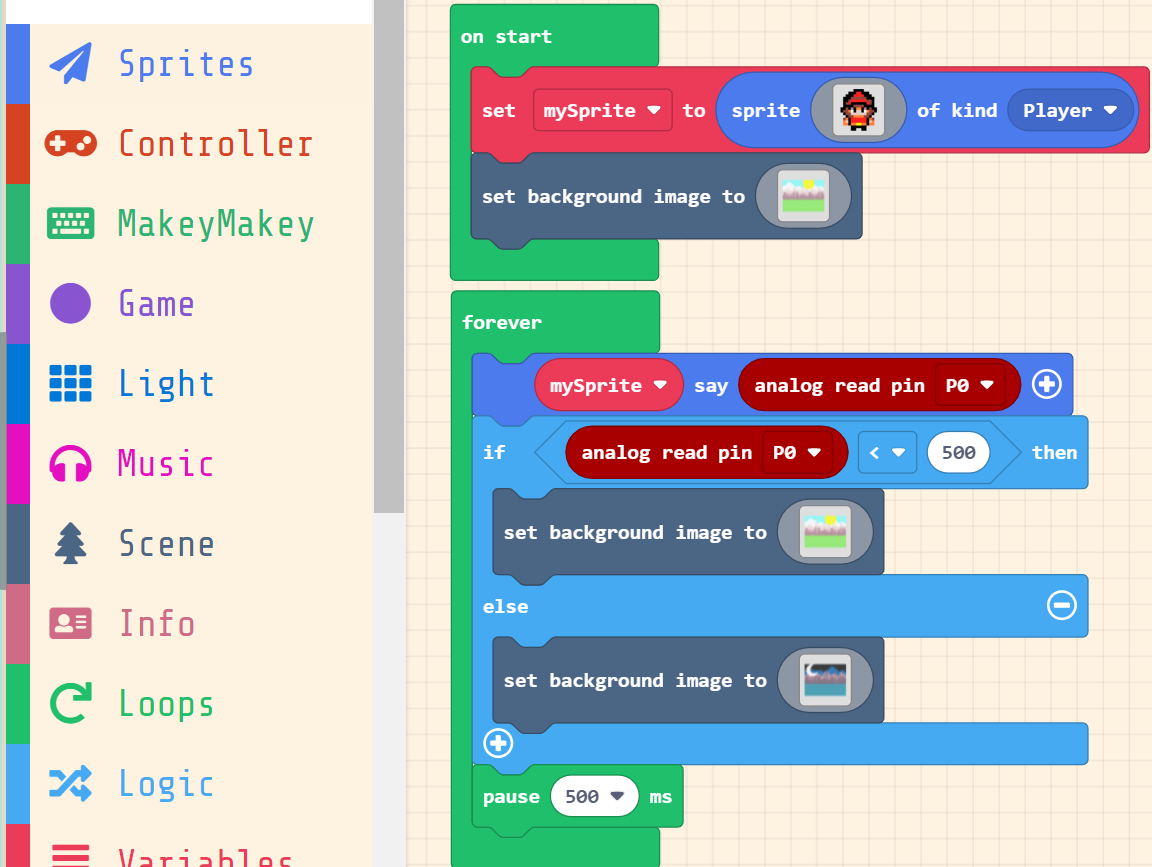 Sprites
Controller
MakeyMakey
Game
Light
Music
Scene
Info
Loops
Logic
Variables
on start
set mySprite to sprite of kind Player
set background image to
forever
mySprite say analog read pin P0
if analog read pin P0 < 500 then
set background image to
else
set background image to
pause 500 ms